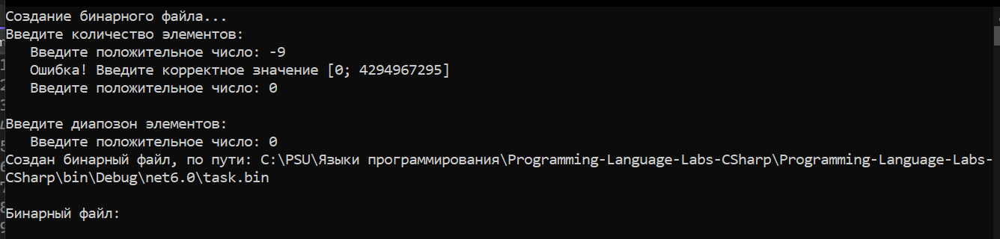 Создание бинарного файла...
Введите количество элементов:
Введите положительное число: -9
Ошибка! Введите корректное значение [0; 4294967295]
Введите положительное число: 0
Введите диапозон элементов:
Введите положительное число: 0
Создан бинарный файл, по пути: C:\PSU\Языки программирования\Programming-Language-Labs-CSharp\Programming-Language-Labs-
CSharp\bin\Debug\net6.0\task.bin
Бинарный файл: